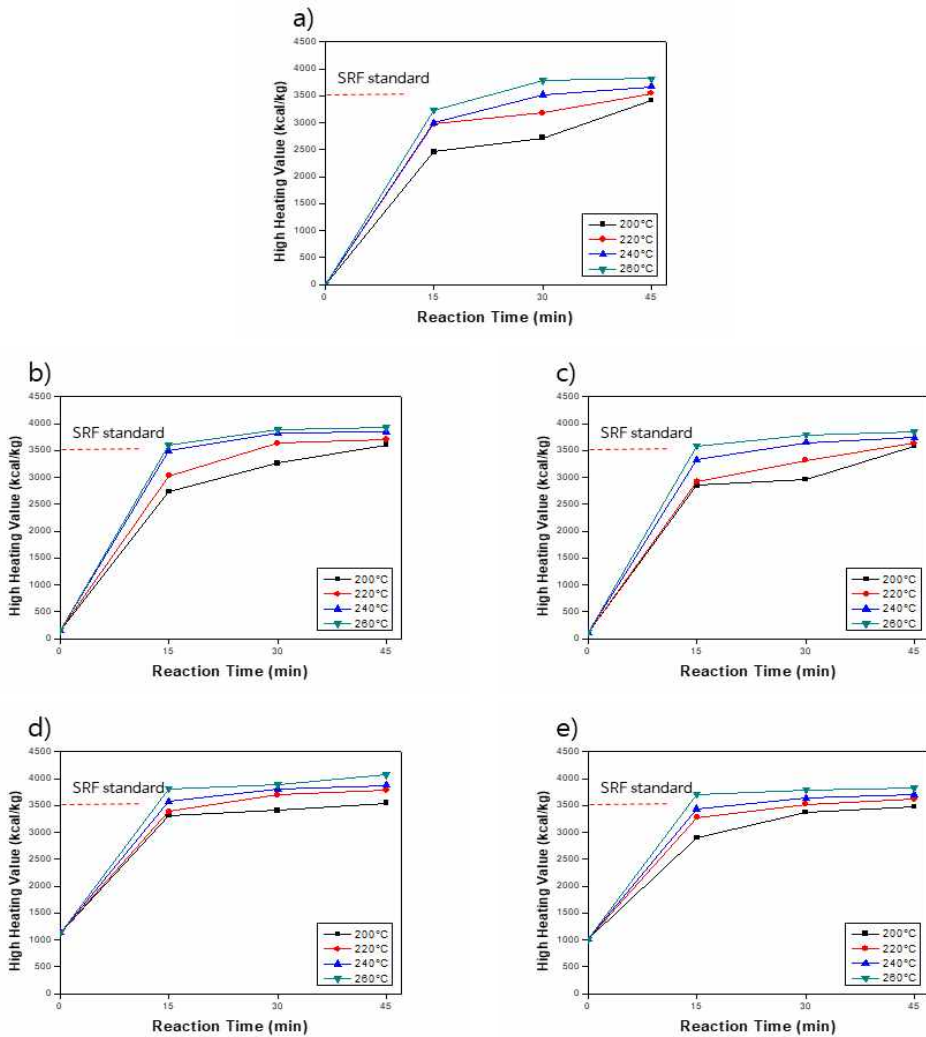 a)
4500
4000
SRF standard
3500
3000
2500
2000
1500
1000
500
0
High Heating Value (kcal/kg)
200°C
220°C
240°C
260°C
0 15 30 45
Reaction Time (min)
b)
4500
4000
SRF standard
3500
3000
2500
2000
1500
1000
500
0
High Heating Value (kcal/kg)
200°C
220°C
240°C
260°C
0 15 30 45
Reaction Time (min)
c)
4500
4000
SRF standard
3500
3000
2500
2000
1500
1000
500
0
High Heating Value (kcal/kg)
200°C
220°C
240°C
260°C
0 15 30 45
Reaction Time (min)
d)
4500
4000
SRF standard
3500
3000
2500
2000
1500
1000
500
0
High Heating Value (kcal/kg)
200°C
220°C
240°C
260°C
0 15 30 45
Reaction Time (min)
e)
4500
4000
SRF standard
3500
3000
2500
2000
1500
1000
500
0
High Heating Value (kcal/kg)
200°C
220°C
240°C
260°C
0 15 30 45
Reaction Time (min)